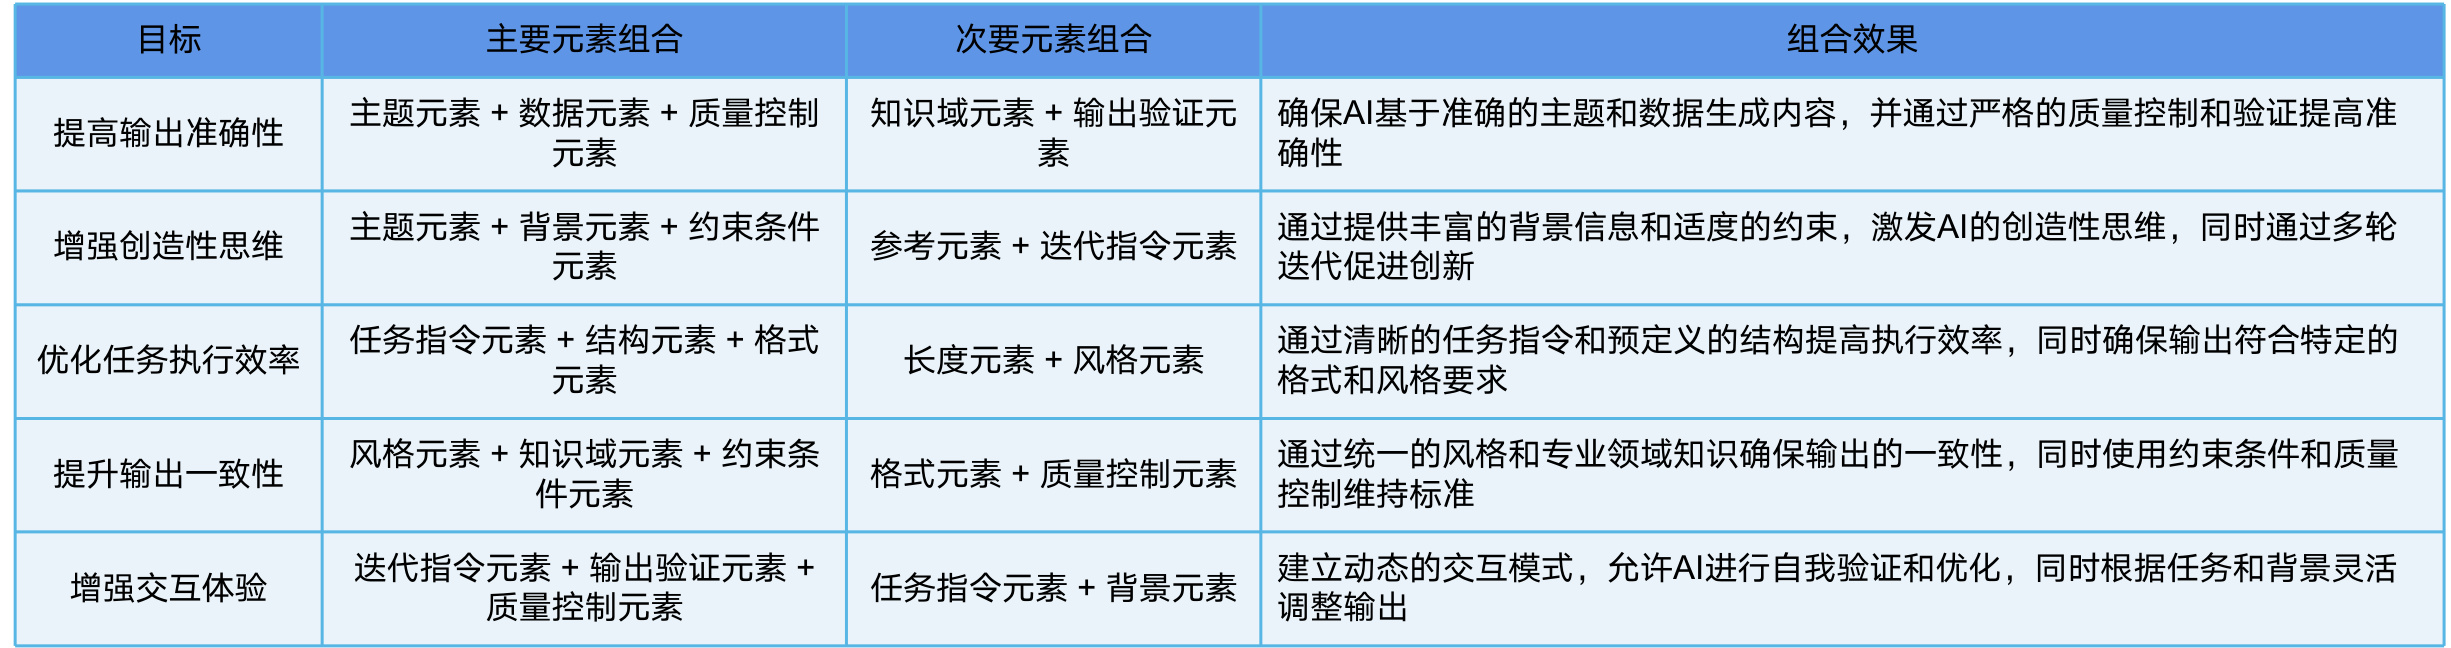 目标
主要元素组合
次要元素组合
组合效果
提高输出准确性
主题元素 + 数据元素 + 质量控制
元素
知识域元素 + 输出验证元
素
确保AI基于准确的主题和数据生成内容，并通过严格的质量控制和验证提高准
确性
增强创造性思维
主题元素 + 背景元素 + 约束条件
元素
参考元素 + 迭代指令元素
通过提供丰富的背景信息和适度的约束，激发AI的创造性思维，同时通过多轮
迭代促进创新
优化任务执行效率
任务指令元素 + 结构元素 + 格式
元素
长度元素 + 风格元素
通过清晰的任务指令和预定义的结构提高执行效率，同时确保输出符合特定的
格式和风格要求
提升输出一致性
风格元素 + 知识域元素 + 约束条
件元素
格式元素 + 质量控制元素
通过统一的风格和专业领域知识确保输出的一致性，同时使用约束条件和质量
控制维持标准
增强交互体验
迭代指令元素 + 输出验证元素 +
质量控制元素
任务指令元素 + 背景元素
建立动态的交互模式，允许AI进行自我验证和优化，同时根据任务和背景灵活
调整输出